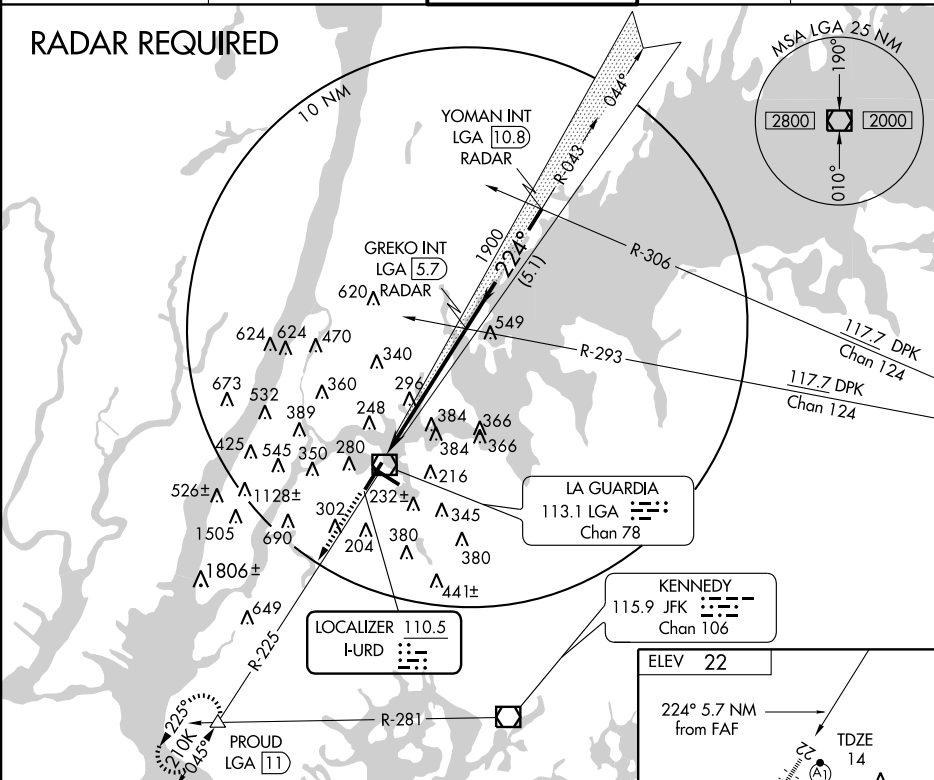 RADAR REQUIRED
MSA LGA 25 NM
190°
2800
2000
010°
10 NM
YOMAN INT
LGA 10.8
RADAR
044°
R-043
1900
224°
(5.1)
R-306
117.7 DPK
Chan 124
GREKO INT
LGA 5.7
RADAR
620
549
R-293
117.7 DPK
Chan 124
624
624
470
340
673
532
360
296
389
248
384
366
384
366
425
545
350
280
216
526±
1128±
232±
345
1505
690
302
204
380
380
1806±
441±
649
LA GUARDIA
113.1 LGA
Chan 78
KENNEDY
115.9 JFK
Chan 106
LOCALIZER 110.5
I-URD
R-225
R-281
225°
210K
045°
PROUD
LGA 11
ELEV 22
224° 5.7 NM
from FAF
TDZE
14
22
A1